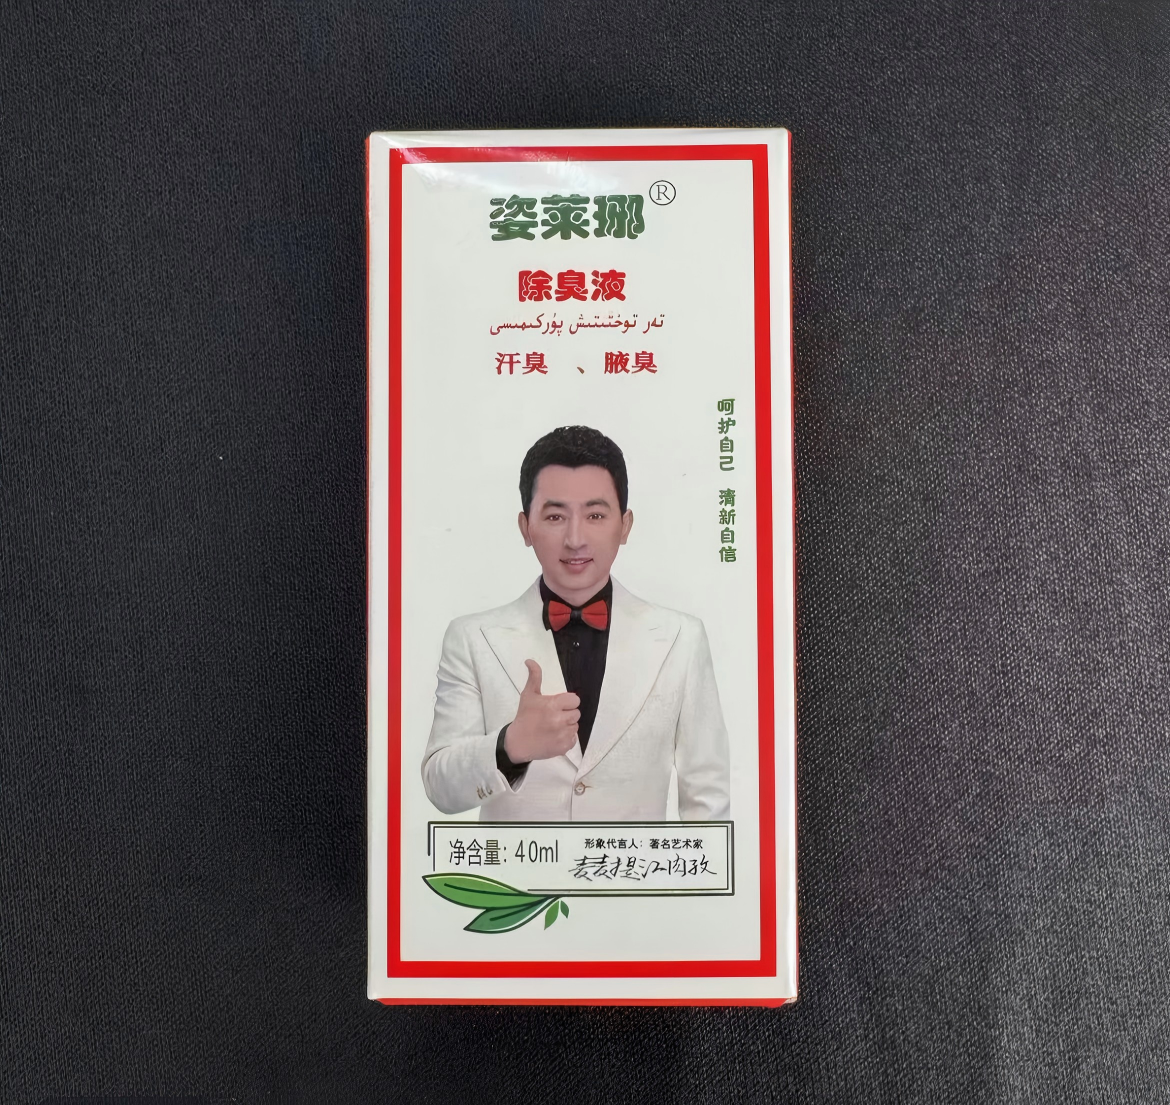 姿莱挪®
除臭液
تەر توختىتىش پۈركىمىسى
汗臭 、腋臭
呵护自己 清新自信
净含量: 40ml
形象代言人: 著名艺术家
麦麦提江肉孜